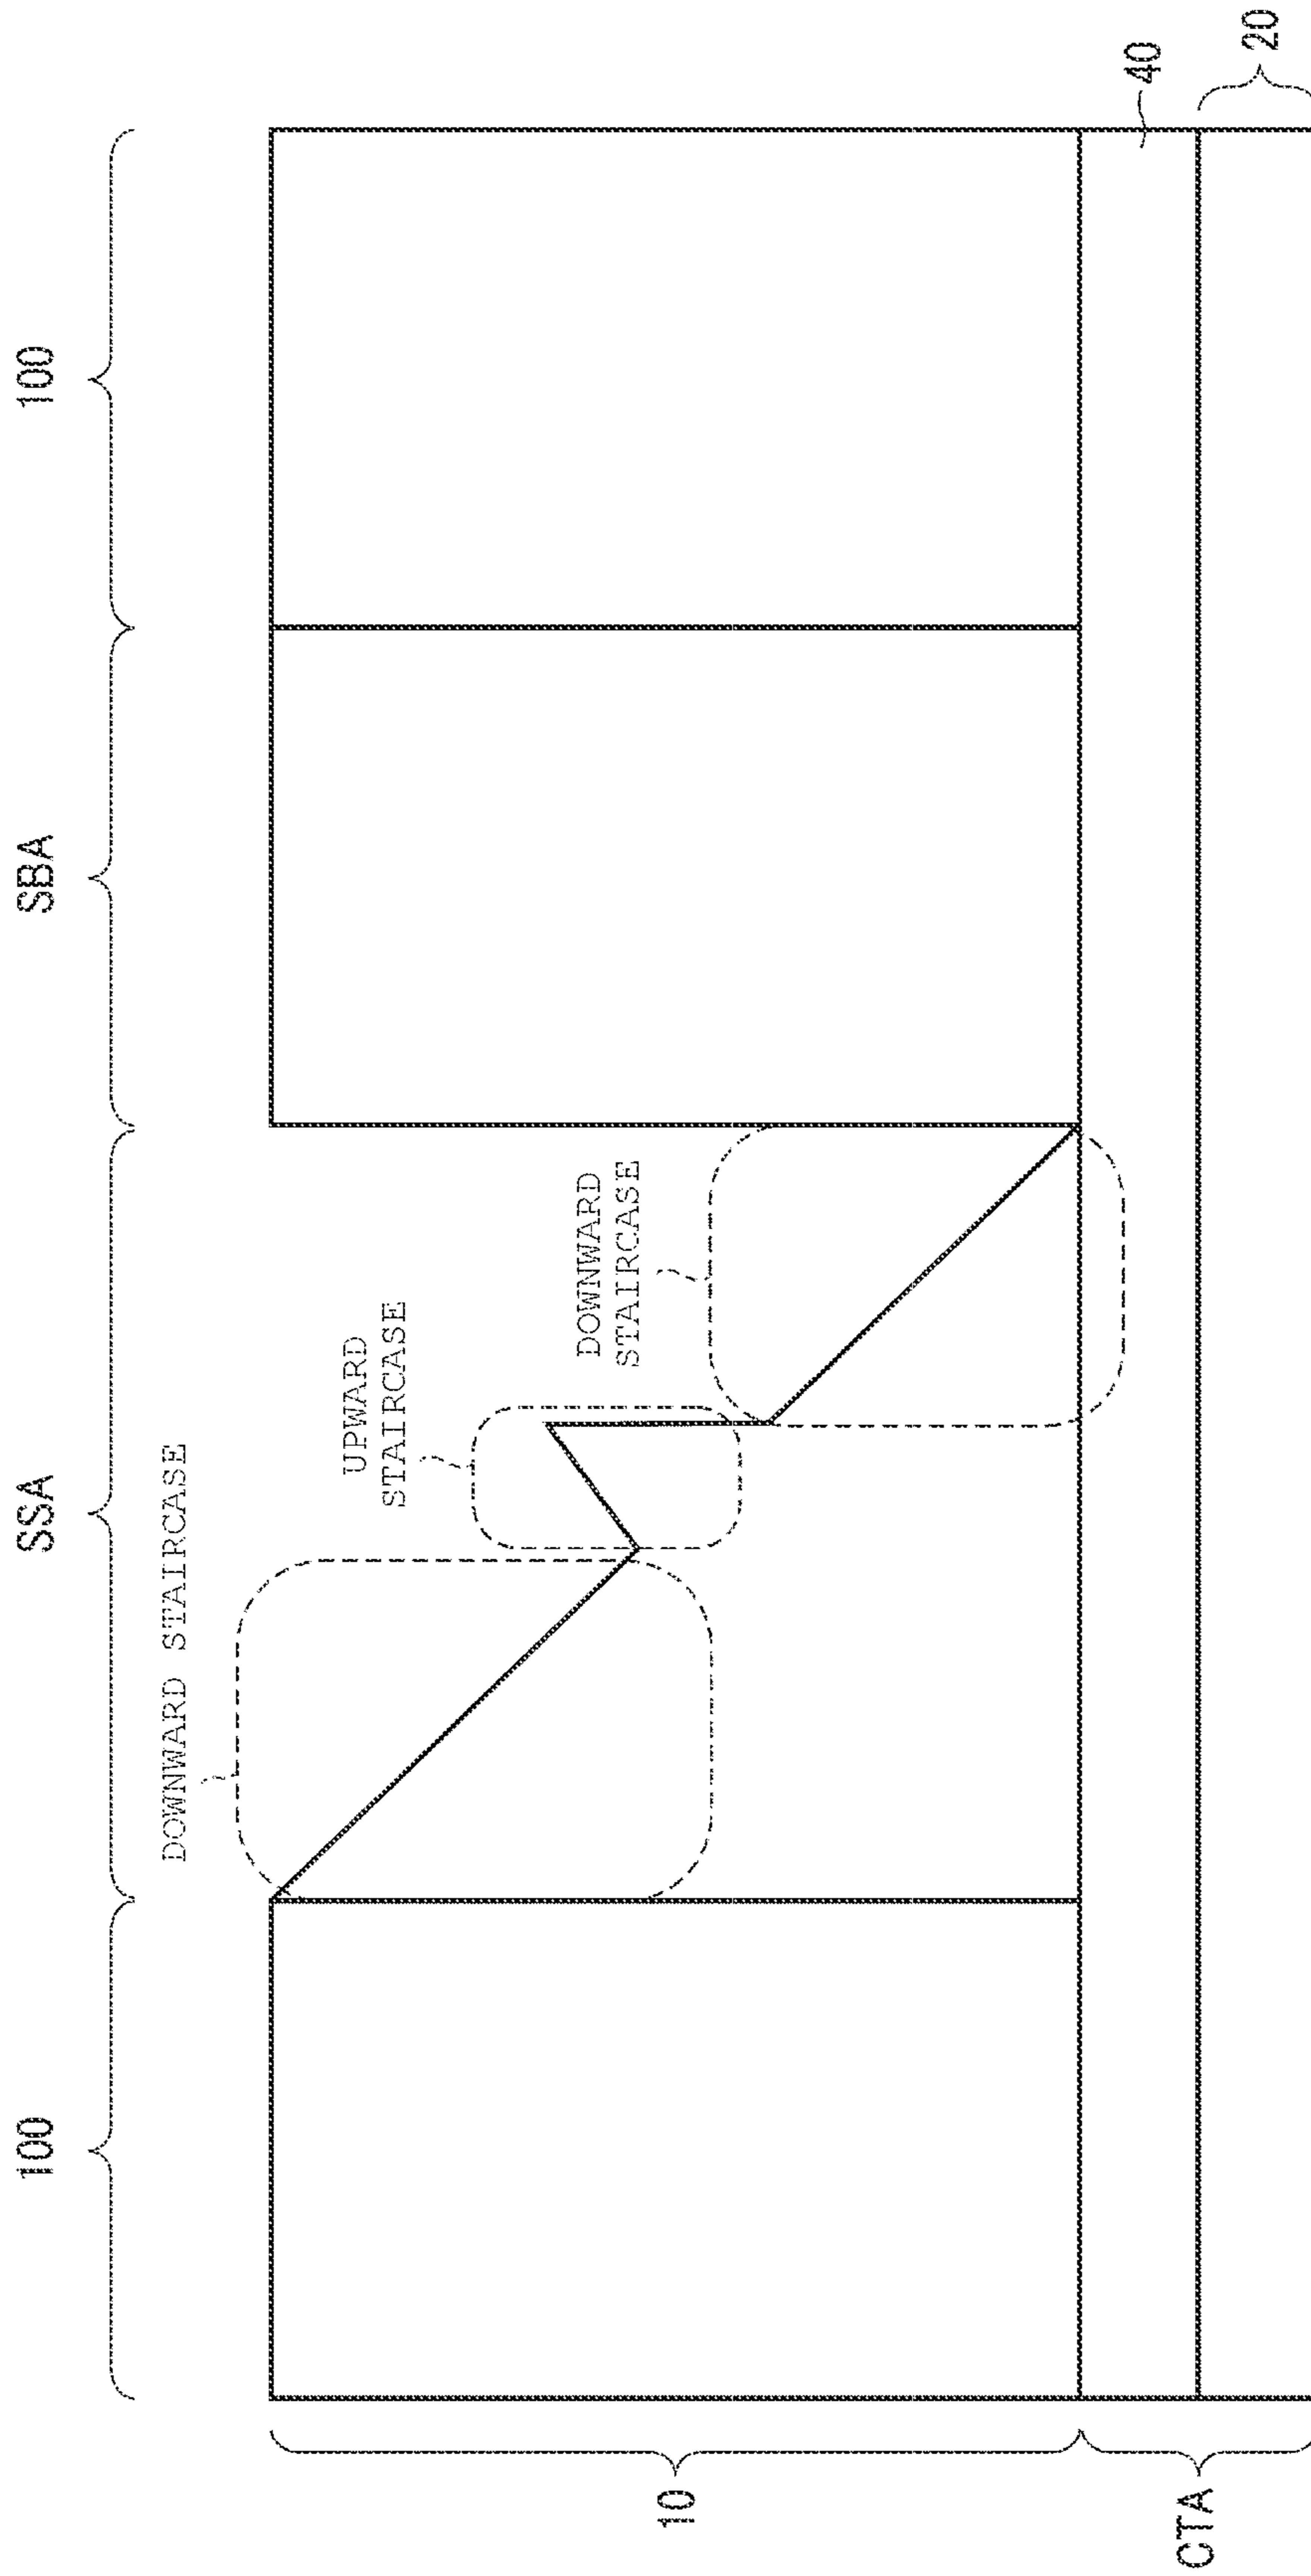 100
SSA
SBA
100
DOWNWARD STAIRCASE
UPWARD
STAIRCASE
DOWNWARD
STAIRCASE
10
40
CTA
20